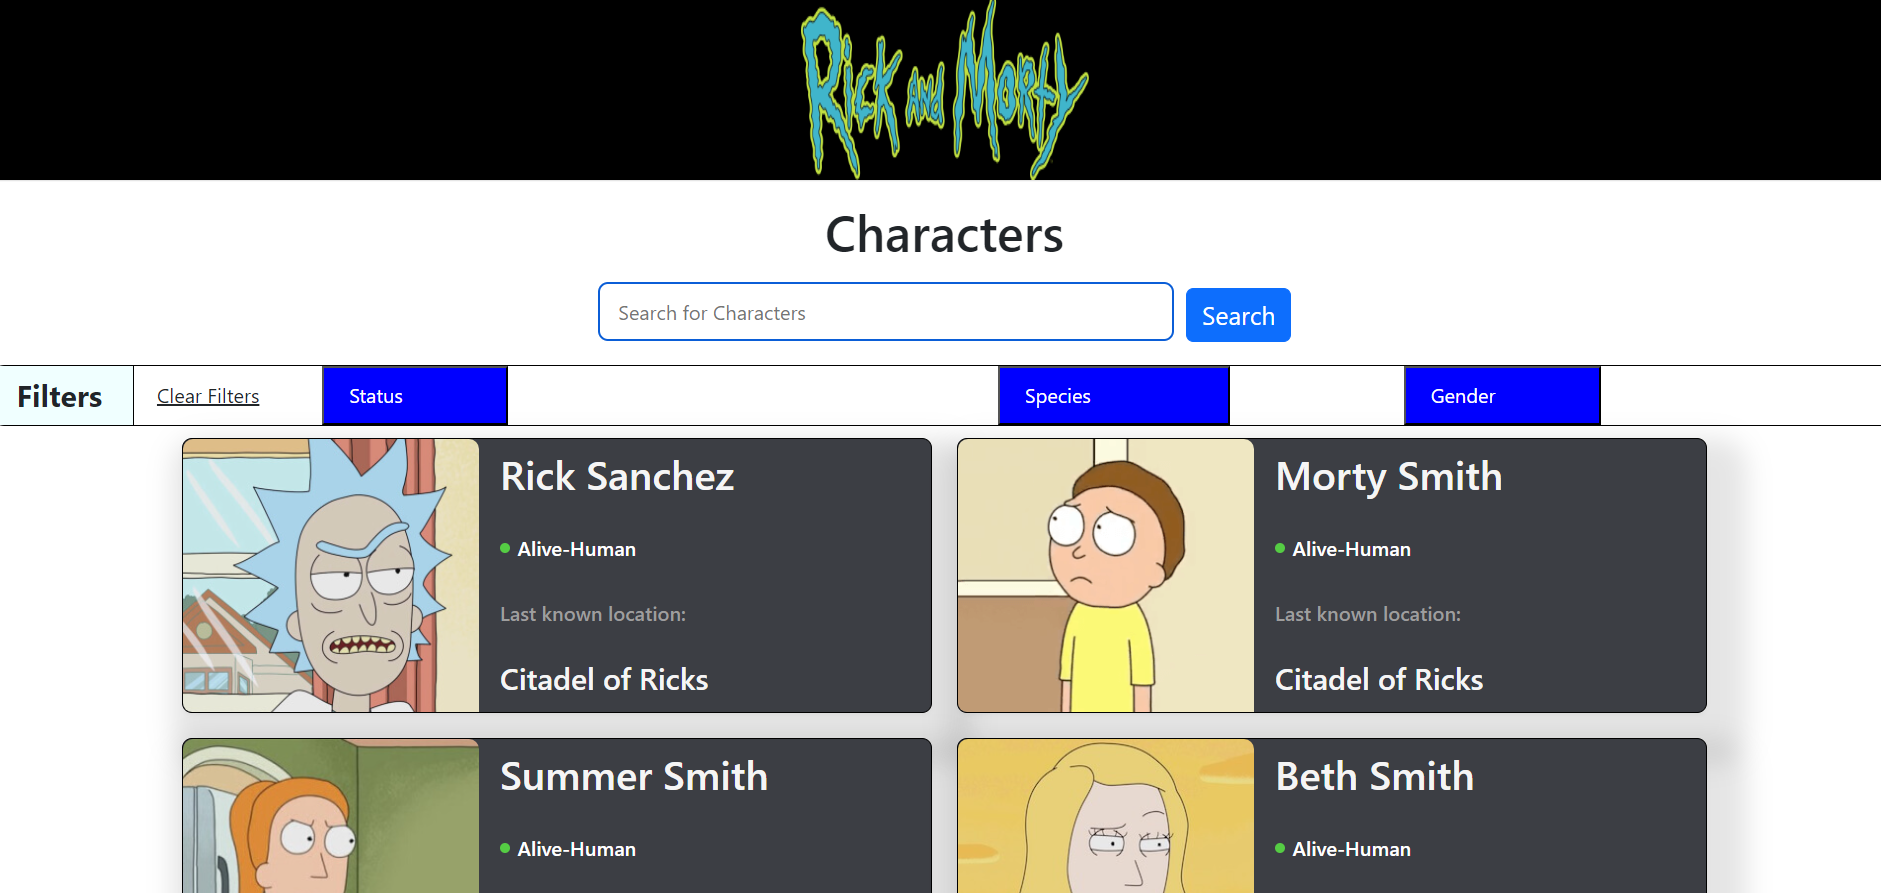 Rick and Morty
Characters
Search for Characters
Search
Filters
Clear Filters
Status
Species
Gender
Rick Sanchez
Alive-Human
Last known location:
Citadel of Ricks
Morty Smith
Alive-Human
Last known location:
Citadel of Ricks
Summer Smith
Alive-Human
Beth Smith
Alive-Human